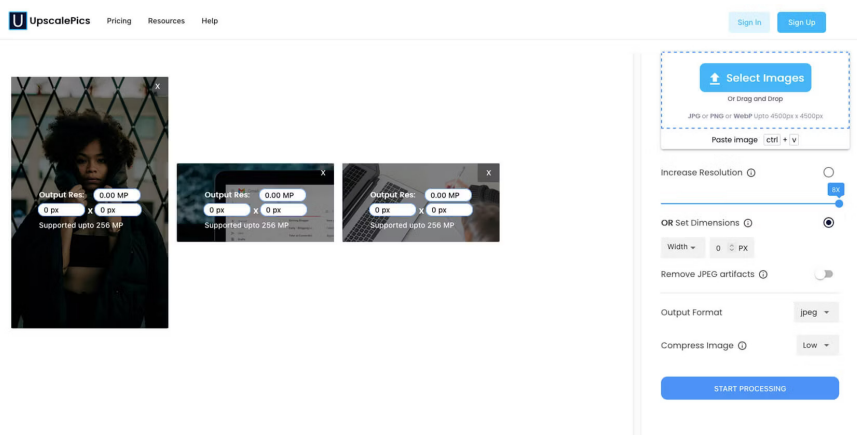 U UpscalePics Pricing Resources Help Sign In Sign Up
X
Output Res: 0.00 MP
0 px x 0 px
Supported upto 256 MP
X
Output Res: 0.00 MP
0 px x 0 px
Supported upto 256 MP
X
Output Res: 0.00 MP
0 px x 0 px
Supported upto 256 MP
Select Images
Or Drag and Drop
JPG or PNG or WebP Upto 4500px x 4500px
Paste image ctrl + v
Increase Resolution
8X
OR Set Dimensions
Width 0 PX
Remove JPEG artifacts
Output Format jpeg
Compress Image Low
START PROCESSING